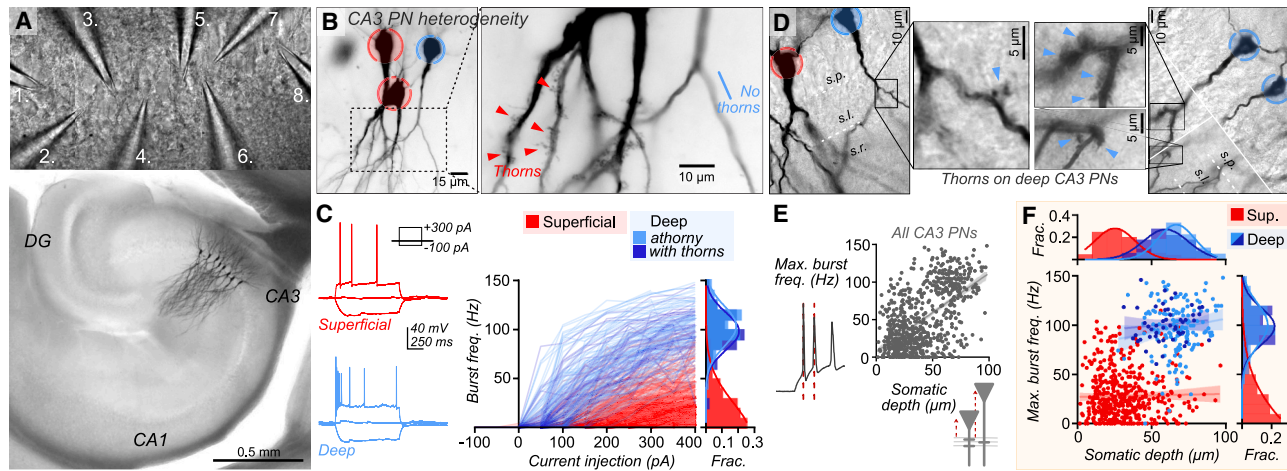 A
1.
2.
3.
4.
5.
6.
7.
8.
DG
CA3
CA1
0.5 mm
B
CA3 PN heterogeneity
15 µm
Thorns
No
thorns
10 µm
C
+300 pA
-100 pA
Superficial
40 mV
250 ms
Deep
Superficial
Deep
athorny
with thorns
Burst freq. (Hz)
150
100
50
0
-100
0
100
200
300
400
Current injection (pA)
0.1
0.3
Frac.
D
10 µm
s.p.
s.l.
s.r.
5 µm
5 µm
5 µm
10 µm
s.p.
s.l.
Thorns on deep CA3 PNs
E
All CA3 PNs
Max. burst
freq. (Hz)
150
100
50
0
0
50
100
Somatic
depth (µm)
F
Sup.
Deep
Frac.
0.4
0.2
Max. burst freq. (Hz)
150
100
50
0
0
50
100
Somatic depth (µm)
0.2
Frac.